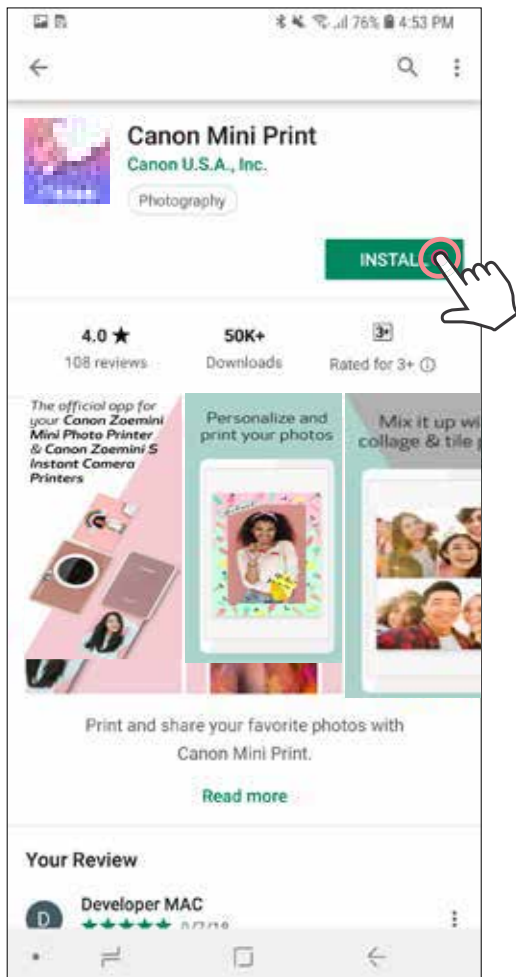 76% 4:53 PM
Canon Mini Print
Canon U.S.A., Inc.
Photography
INSTALL
4.0 ★ 50K+ 3+
108 reviews Downloads Rated for 3+
The official app for
your Canon Zoemini
Mini Photo Printer
& Canon Zoemini S
Instant Camera
Printers
Personalize and
print your photos
Mix it up wi
collage & tile
Print and share your favorite photos with
Canon Mini Print.
Read more
Your Review
D
Developer MAC
★★★★★